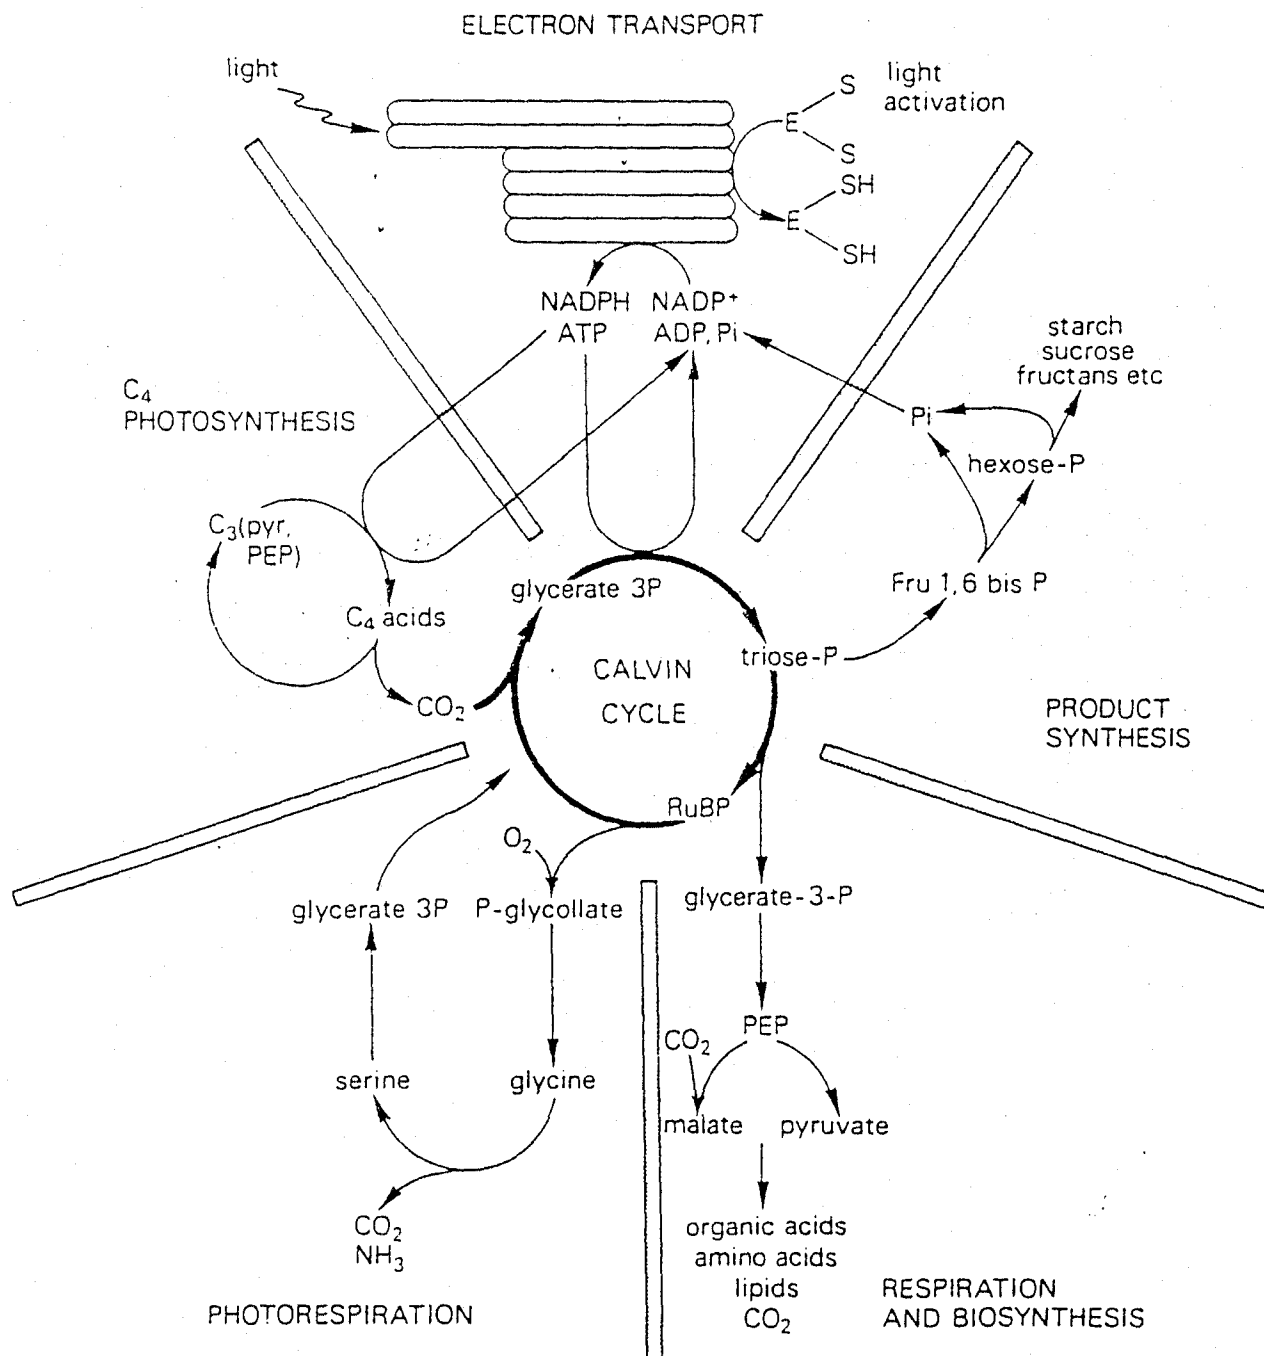 ELECTRON TRANSPORT
light
light
activation
S
E
S
SH
E
SH
NADPH NADP⁺
ATP ADP, Pi
starch
sucrose
fructans etc
C₄
PHOTOSYNTHESIS
Pi
hexose-P
C₃(pyr,
PEP)
Fru 1,6 bis P
glycerate 3P
C₄ acids
triose-P
CALVIN
CYCLE
CO₂
PRODUCT
SYNTHESIS
RuBP
O₂
glycerate 3P P-glycollate
glycerate-3-P
PEP
CO₂
serine glycine
malate pyruvate
CO₂
NH₃
organic acids
amino acids
lipids
CO₂
PHOTORESPIRATION
RESPIRATION
AND BIOSYNTHESIS